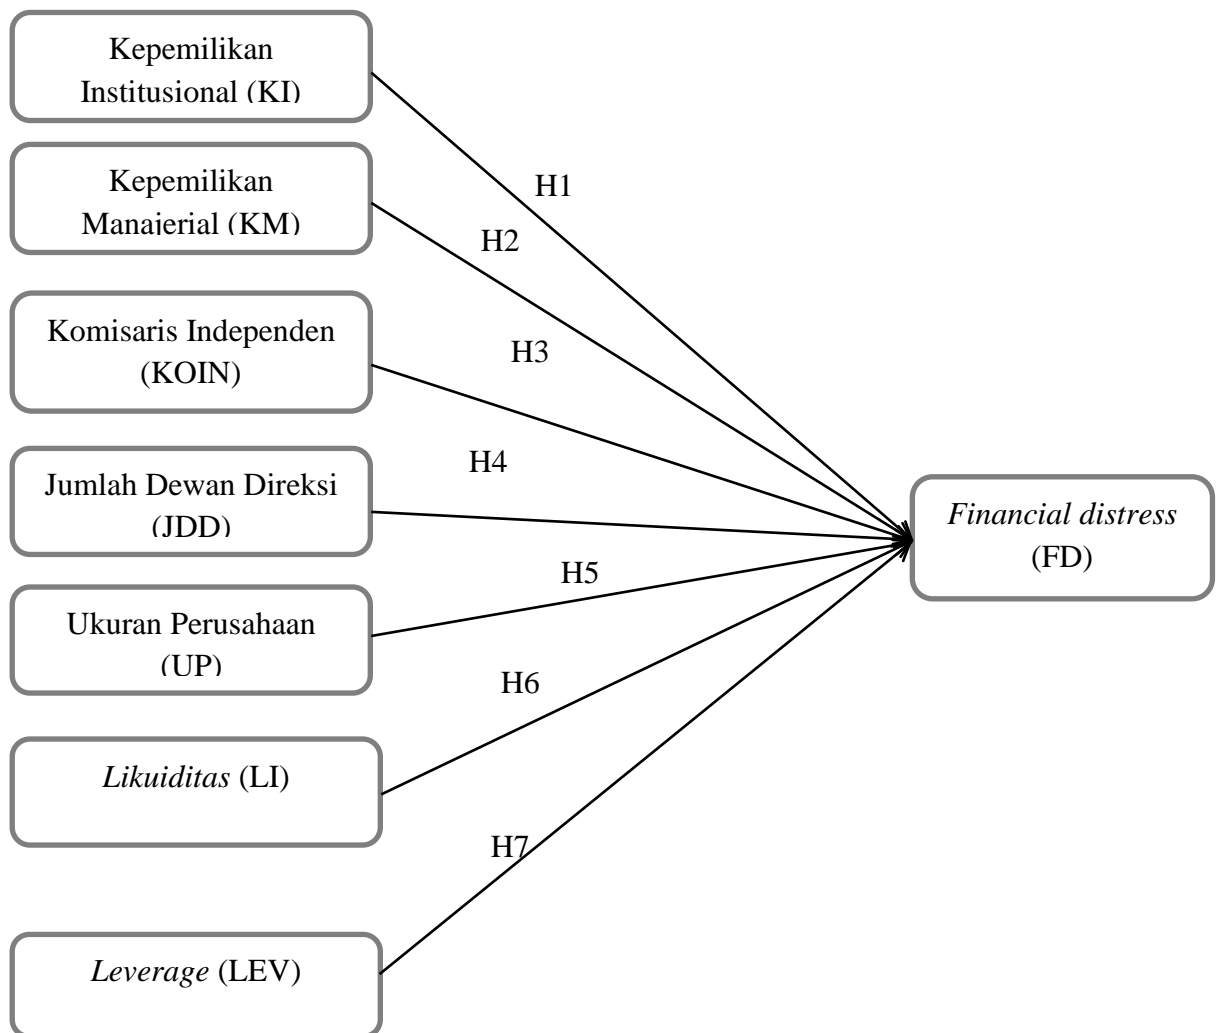 Kepemilikan
Institusional (KI)
H1
Kepemilikan
Manajerial (KM)
H2
Komisaris Independen
(KOIN)
H3
Jumlah Dewan Direksi
(JDD)
H4
Financial distress
(FD)
Ukuran Perusahaan
(UP)
H5
Likuiditas (LI)
H6
Leverage (LEV)
H7